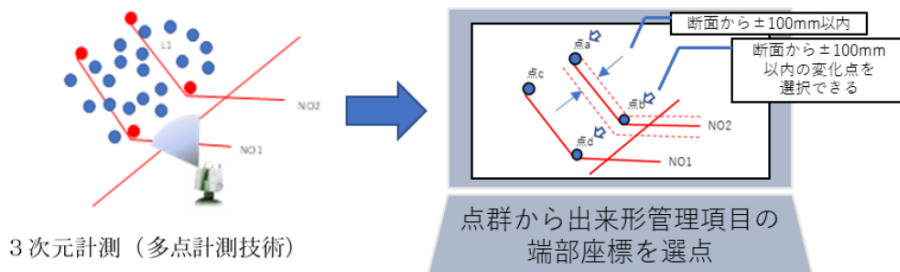 L1
NO2
NO1
3次元計測(多点計測技術)
断面から±100mm以内
断面から±100mm
以内の変化点を
選択できる
点a
点c
点b
点d
NO2
NO1
点群から出来形管理項目の
端部座標を選点